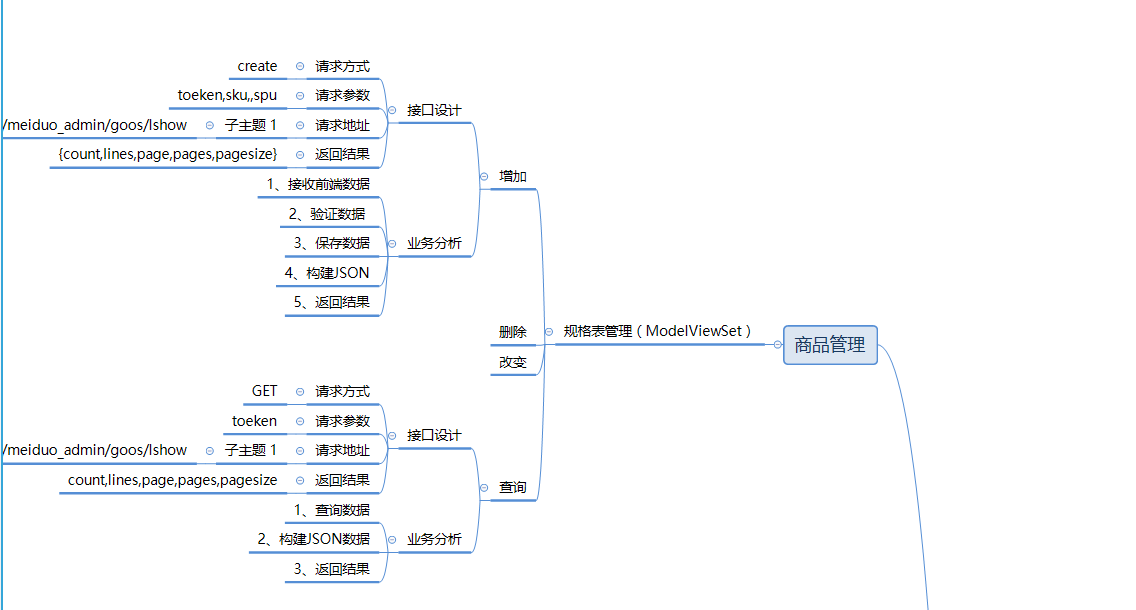 create
请求方式
toeken,sku,,spu
请求参数
接口设计
/meiduo_admin/goos/lshow
子主题 1
请求地址
{count,lines,page,pages,pagesize}
返回结果
增加
1、接收前端数据
2、验证数据
3、保存数据
业务分析
4、构建JSON
5、返回结果
删除
规格表管理（ModelViewSet）
商品管理
改变
GET
请求方式
toeken
请求参数
接口设计
/meiduo_admin/goos/lshow
子主题 1
请求地址
count,lines,page,pages,pagesize
返回结果
查询
1、查询数据
2、构建JSON数据
业务分析
3、返回结果